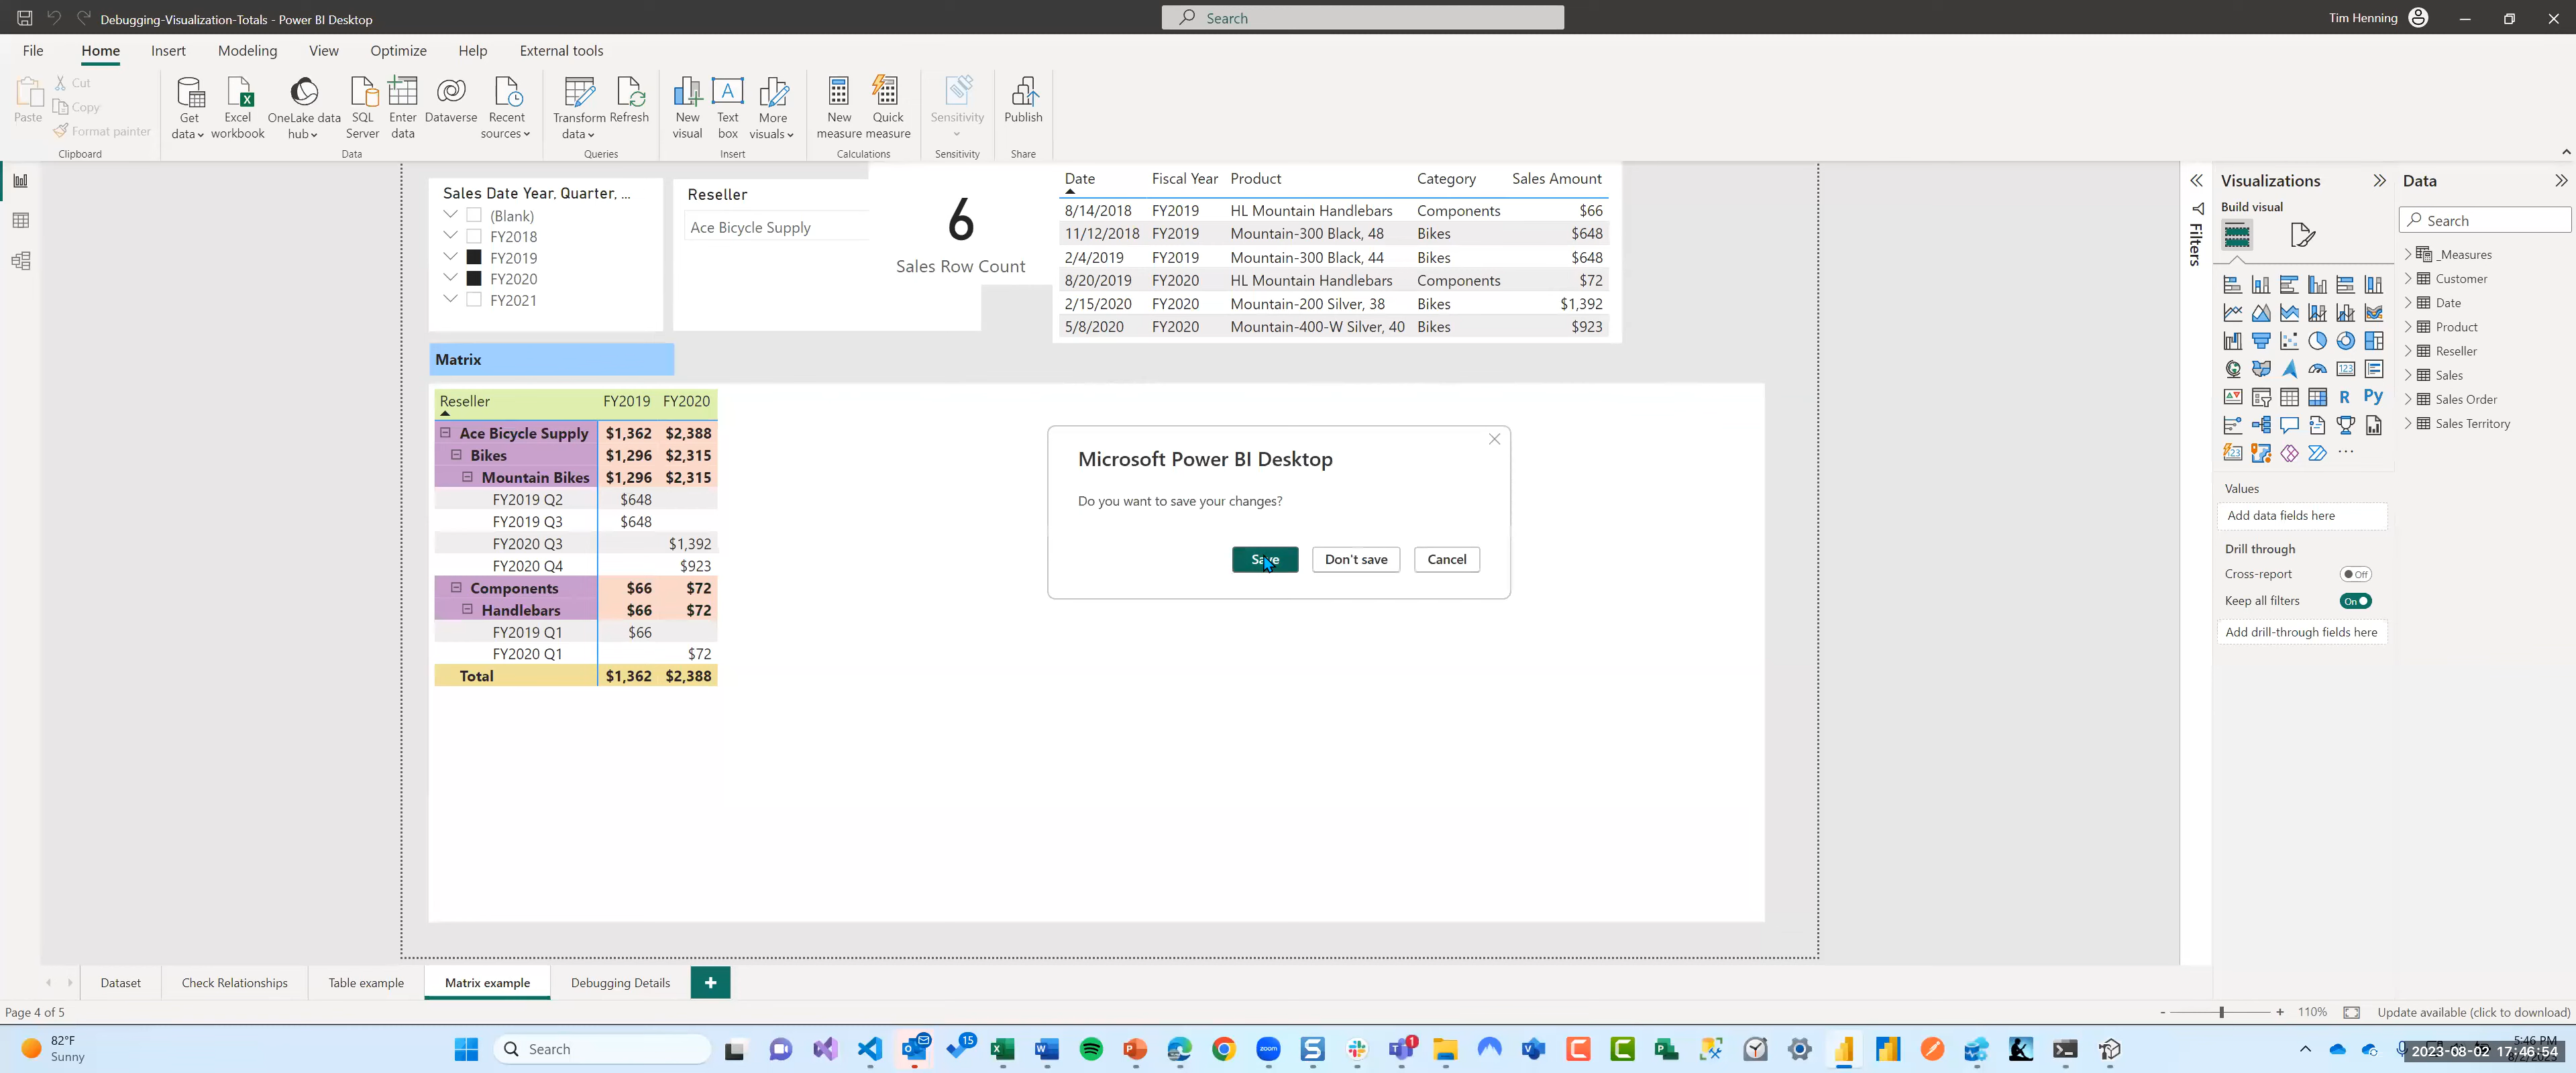 Debugging-Visualization-Totals - Power BI Desktop
Search
Tim Henning
File Home Insert Modeling View Optimize Help External tools
Paste
Cut
Copy
Format painter
Clipboard
Get data
Excel workbook
OneLake data hub
SQL Server
Enter data
Dataverse
Recent sources
Data
Transform data
Refresh
Queries
New visual
Text box
More visuals
Insert
New measure
Quick measure
Calculations
Sensitivity
Sensitivity
Publish
Share
Sales Date Year, Quarter, ...
(Blank)
FY2018
FY2019
FY2020
FY2021
Reseller
Ace Bicycle Supply
6
Sales Row Count
Date Fiscal Year Product Category Sales Amount
8/14/2018 FY2019 HL Mountain Handlebars Components $66
11/12/2018 FY2019 Mountain-300 Black, 48 Bikes $648
2/4/2019 FY2019 Mountain-300 Black, 44 Bikes $648
8/20/2019 FY2020 HL Mountain Handlebars Components $72
2/15/2020 FY2020 Mountain-200 Silver, 38 Bikes $1,392
5/8/2020 FY2020 Mountain-400-W Silver, 40 Bikes $923
Matrix
Reseller FY2019 FY2020
Ace Bicycle Supply $1,362 $2,388
Bikes $1,296 $2,315
Mountain Bikes $1,296 $2,315
FY2019 Q2 $648
FY2019 Q3 $648
FY2020 Q3 $1,392
FY2020 Q4 $923
Components $66 $72
Handlebars $66 $72
FY2019 Q1 $66
FY2020 Q1 $72
Total $1,362 $2,388
Microsoft Power BI Desktop
Do you want to save your changes?
Save Don't save Cancel
Filters
Visualizations
Build visual
123
R Py
123
Values
Add data fields here
Drill through
Cross-report Off
Keep all filters On
Add drill-through fields here
Data
Search
_Measures
Customer
Date
Product
Reseller
Sales
Sales Order
Sales Territory
Dataset Check Relationships Table example Matrix example Debugging Details +
Page 4 of 5
- + 110% Update available (click to download)
82°F
Sunny
Search
15
zoom
1
5:46 PM
2023-08-02 17:46:54